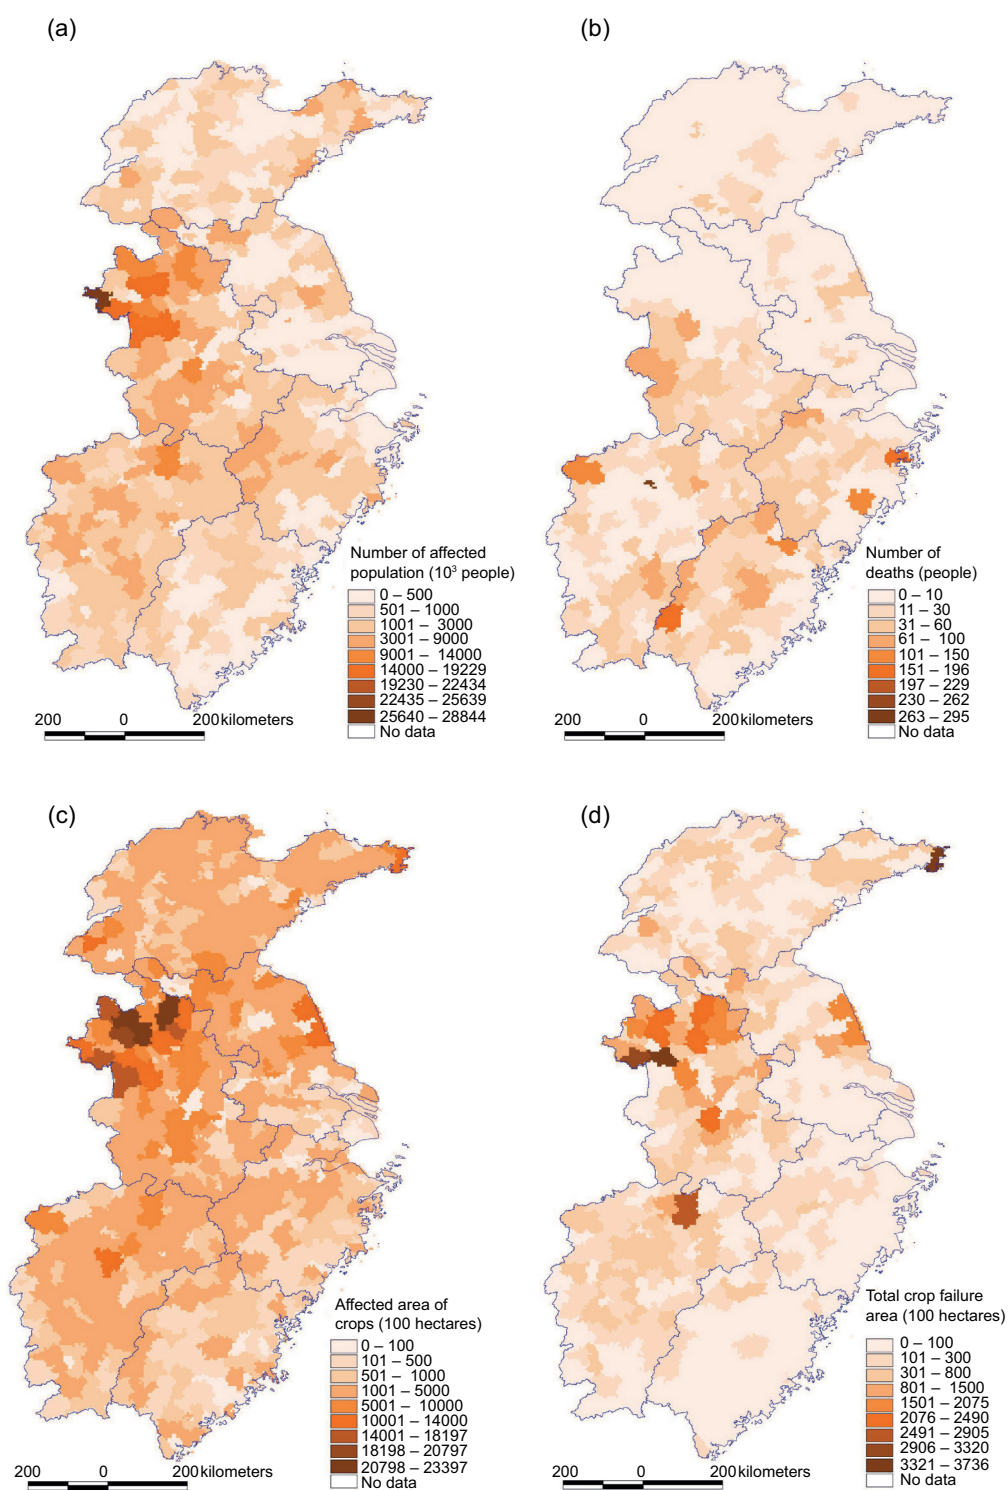 (a)
Number of affected
population (10³ people)
0 – 500
501 – 1000
1001 – 3000
3001 – 9000
9001 – 14000
14000 – 19229
19230 – 22434
22435 – 25639
25640 – 28844
No data
200 0 200 kilometers
(b)
Number of
deaths (people)
0 – 10
11 – 30
31 – 60
61 – 100
101 – 150
151 – 196
197 – 229
230 – 262
263 – 295
No data
200 0 200 kilometers
(c)
Affected area of
crops (100 hectares)
0 – 100
101 – 500
501 – 1000
1001 – 5000
5001 – 10000
10001 – 14000
14001 – 18197
18198 – 20797
20798 – 23397
No data
200 0 200 kilometers
(d)
Total crop failure
area (100 hectares)
0 – 100
101 – 300
301 – 800
801 – 1500
1501 – 2075
2076 – 2490
2491 – 2905
2906 – 3320
3321 – 3736
No data
200 0 200 kilometers